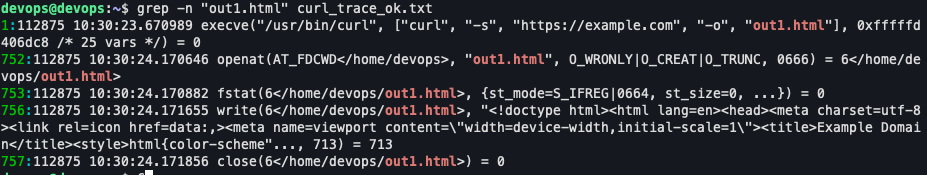 devops@devops:~$ grep -n "out1.html" curl_trace_ok.txt
1:112875 10:30:23.670989 execve("/usr/bin/curl", ["curl", "-s", "https://example.com", "-o", "out1.html"], 0xfffffd
406dc8 /* 25 vars */) = 0
752:112875 10:30:24.170646 openat(AT_FDCWD</home/devops>, "out1.html", O_WRONLY|O_CREAT|O_TRUNC, 0666) = 6</home/de
vops/out1.html>
753:112875 10:30:24.170882 fstat(6</home/devops/out1.html>, {st_mode=S_IFREG|0664, st_size=0, ...}) = 0
756:112875 10:30:24.171655 write(6</home/devops/out1.html>, "<!doctype html><html lang=en><head><meta charset=utf-8
><link rel=icon href=data:,><meta name=viewport content=\"width=device-width,initial-scale=1\"><title>Example Domai
n</title><style>html{color-scheme"..., 713) = 713
757:112875 10:30:24.171856 close(6</home/devops/out1.html>) = 0